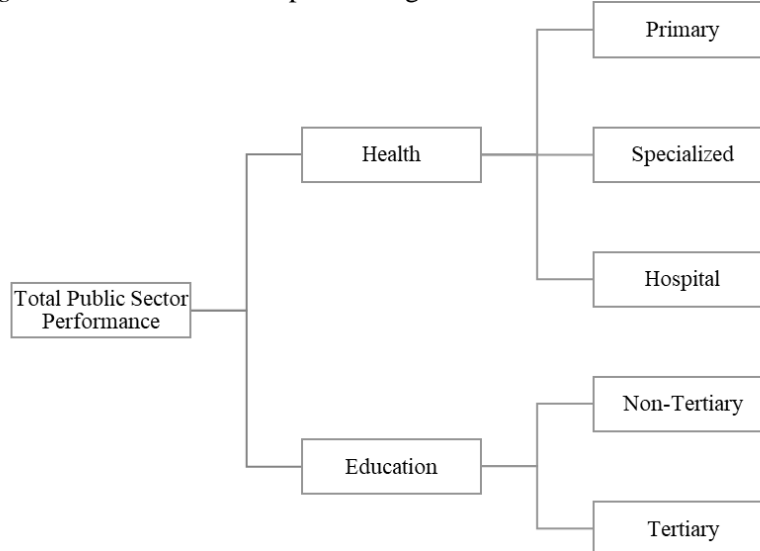 Primary
Health
Specialized
Hospital
Total Public Sector
Performance
Non-Tertiary
Education
Tertiary